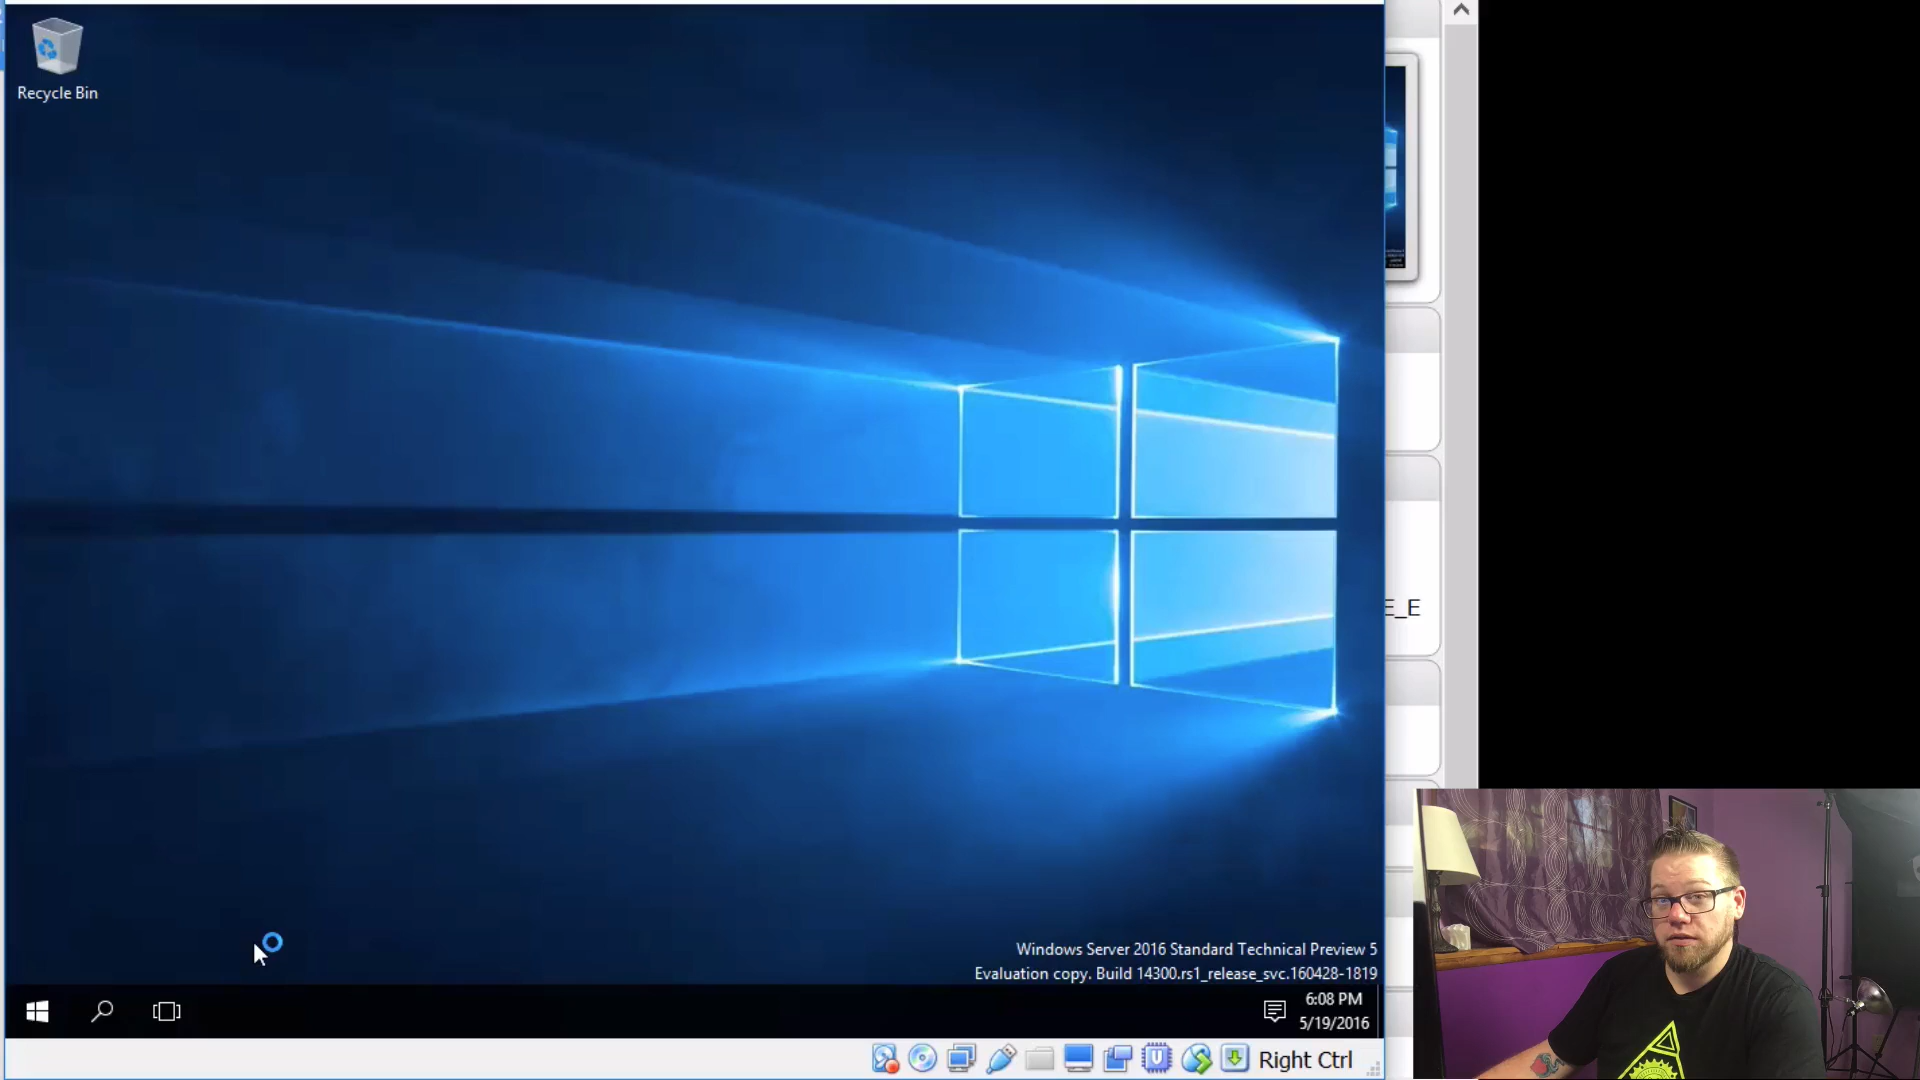 Recycle Bin
E_E
Windows Server 2016 Standard Technical Preview 5
Evaluation copy. Build 14300.rs1_release_svc.160428-1819
6:08 PM
5/19/2016
Right Ctrl